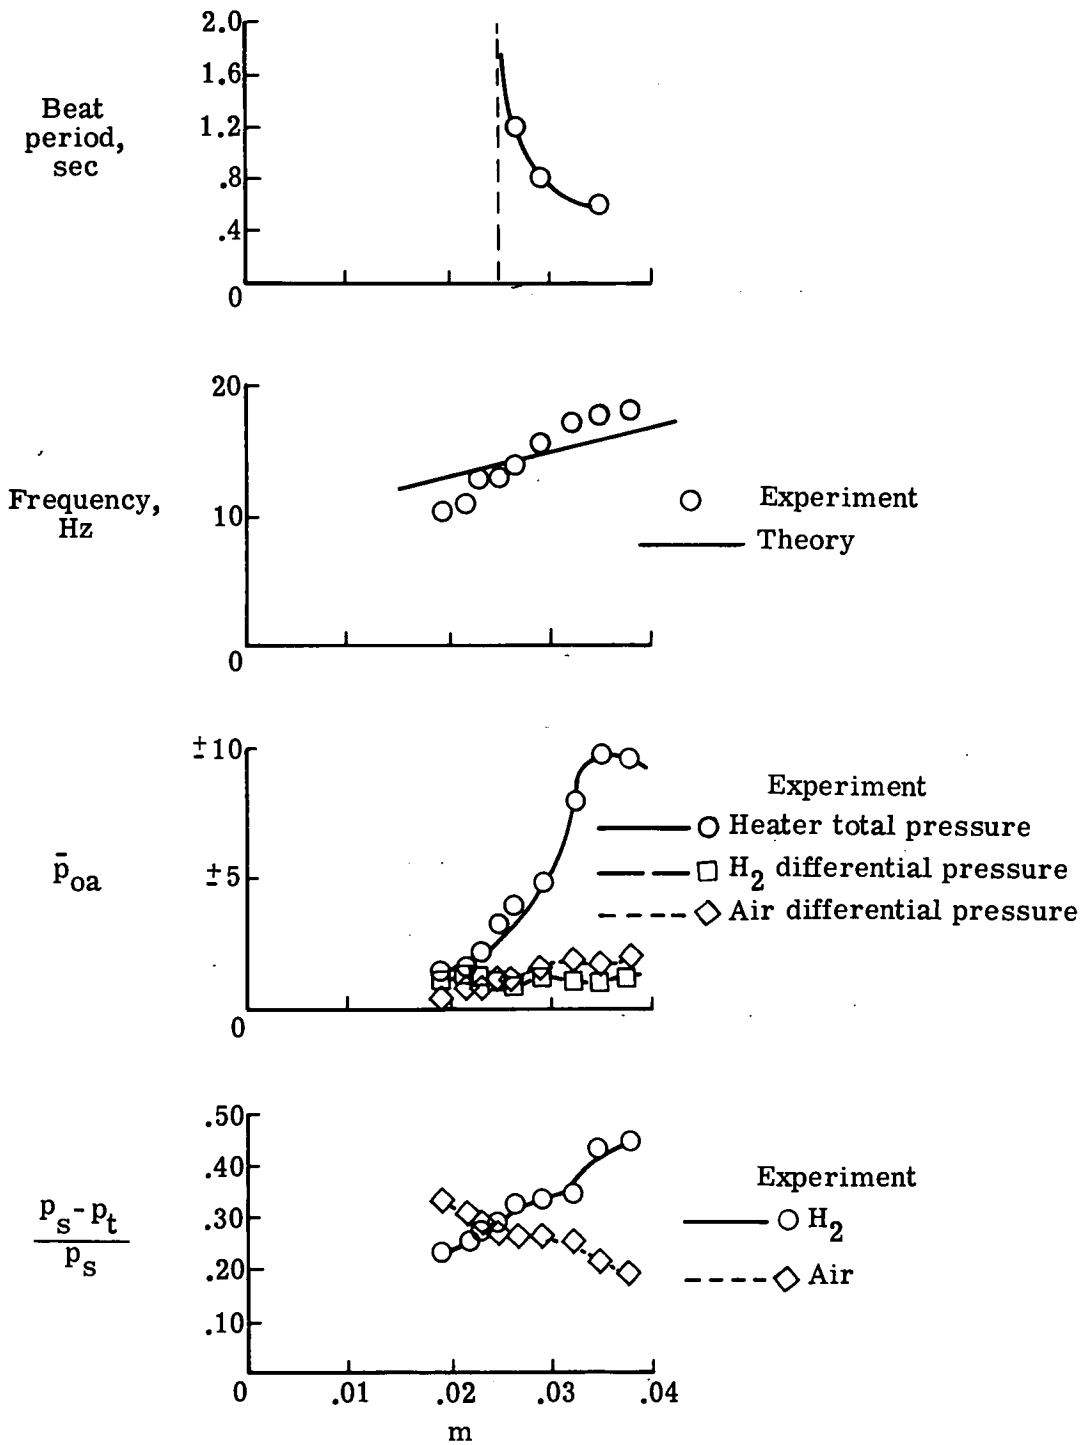 2.0
1.6
1.2
.8
.4
0
Beat
period,
sec
20
10
0
Frequency,
Hz
Experiment
Theory
±10
±5
0
p̄oa
Experiment
Heater total pressure
H2 differential pressure
Air differential pressure
.50
.40
.30
.20
.10
ps - pt
ps
Experiment
H2
Air
0 .01 .02 .03 .04
m